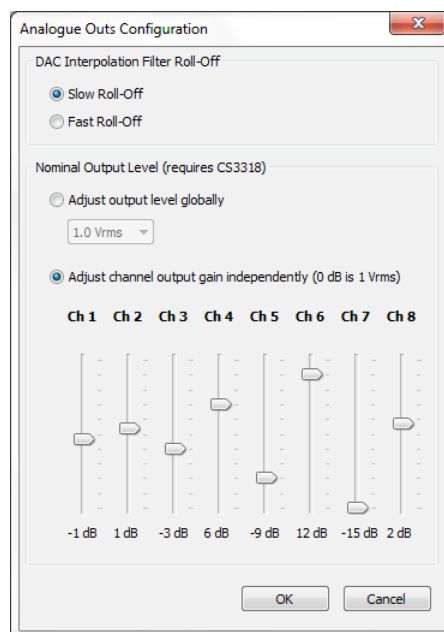 Analogue Outs Configuration
DAC Interpolation Filter Roll-Off
Slow Roll-Off
Fast Roll-Off
Nominal Output Level (requires CS3318)
Adjust output level globally
1.0 Vrms
Adjust channel output gain independently (0 dB is 1 Vrms)
Ch 1 Ch 2 Ch 3 Ch 4 Ch 5 Ch 6 Ch 7 Ch 8
-1 dB 1 dB -3 dB 6 dB -9 dB 12 dB -15 dB 2 dB
OK Cancel